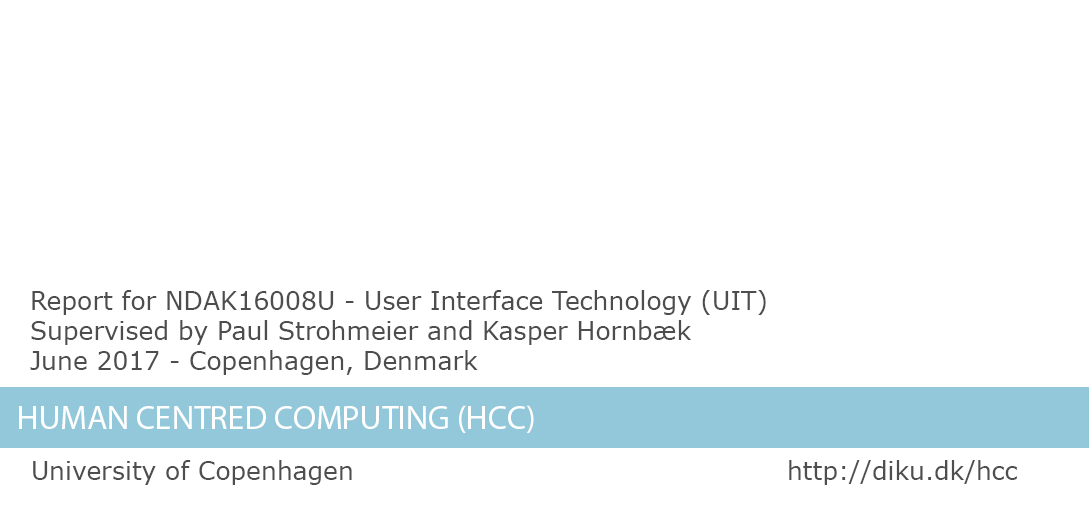 Report for NDAK16008U - User Interface Technology (UIT)
Supervised by Paul Strohmeier and Kasper Hornbæk
June 2017 - Copenhagen, Denmark
HUMAN CENTRED COMPUTING (HCC)
University of Copenhagen http://diku.dk/hcc